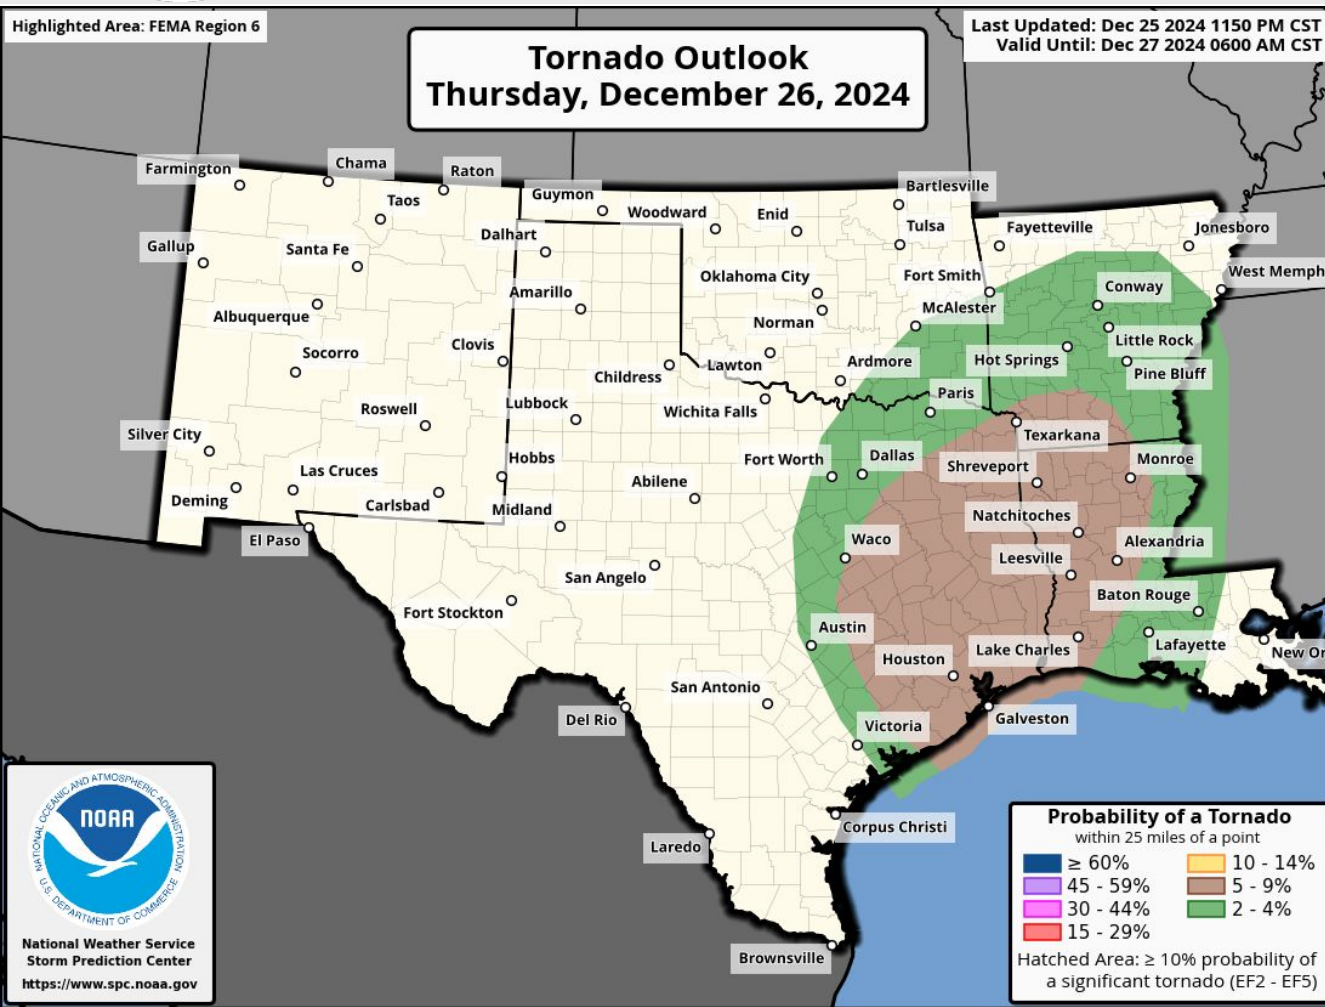 Highlighted Area: FEMA Region 6
Last Updated: Dec 25 2024 1150 PM CST
Valid Until: Dec 27 2024 0600 AM CST
Tornado Outlook
Thursday, December 26, 2024
Farmington
Chama
Raton
Taos
Guymon
Woodward
Enid
Bartlesville
Tulsa
Fayetteville
Jonesboro
Gallup
Santa Fe
Dalhart
Oklahoma City
Fort Smith
West Memph
Amarillo
Conway
Albuquerque
Norman
McAlester
Socorro
Clovis
Childress
Lawton
Ardmore
Hot Springs
Little Rock
Pine Bluff
Roswell
Lubbock
Wichita Falls
Paris
Silver City
Texarkana
Las Cruces
Hobbs
Fort Worth
Dallas
Shreveport
Monroe
Deming
Carlsbad
Midland
Abilene
Natchitoches
El Paso
Waco
Leesville
Alexandria
San Angelo
Baton Rouge
Fort Stockton
Austin
Lafayette
New Or
Houston
Lake Charles
San Antonio
Del Rio
Victoria
Galveston
Corpus Christi
Laredo
Brownsville
NATIONAL OCEANIC AND ATMOSPHERIC ADMINISTRATION
NOAA
U.S. DEPARTMENT OF COMMERCE
National Weather Service
Storm Prediction Center
https://www.spc.noaa.gov
Probability of a Tornado
within 25 miles of a point
≥ 60%
45 - 59%
30 - 44%
15 - 29%
10 - 14%
5 - 9%
2 - 4%
Hatched Area: ≥ 10% probability of
a significant tornado (EF2 - EF5)